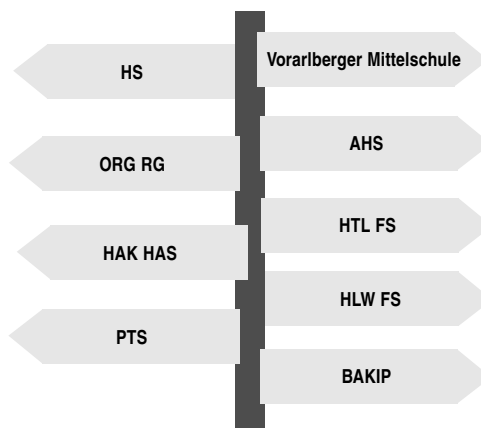 Vorarlberger Mittelschule
HS
AHS
ORG RG
HTL FS
HAK HAS
HLW FS
PTS
BAKIP